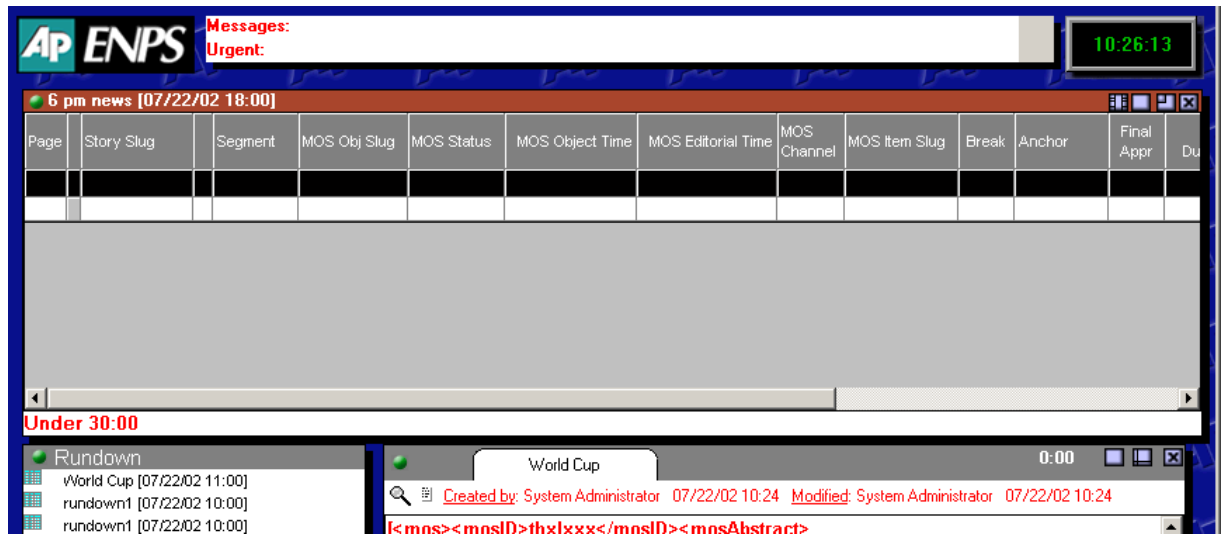 AP ENPS
Messages:
Urgent:
10:26:13
6 pm news [07/22/02 18:00]
Page Story Slug Segment MOS Obj Slug MOS Status MOS Object Time MOS Editorial Time MOS Channel MOS Item Slug Break Anchor Final Appr Du
Under 30:00
Rundown
World Cup [07/22/02 11:00]
rundown1 [07/22/02 10:00]
rundown1 [07/22/02 10:00]
World Cup 0:00
Created by: System Administrator 07/22/02 10:24 Modified: System Administrator 07/22/02 10:24
[<mos><mosID>thxlxxx</mosID><mosAbstract>